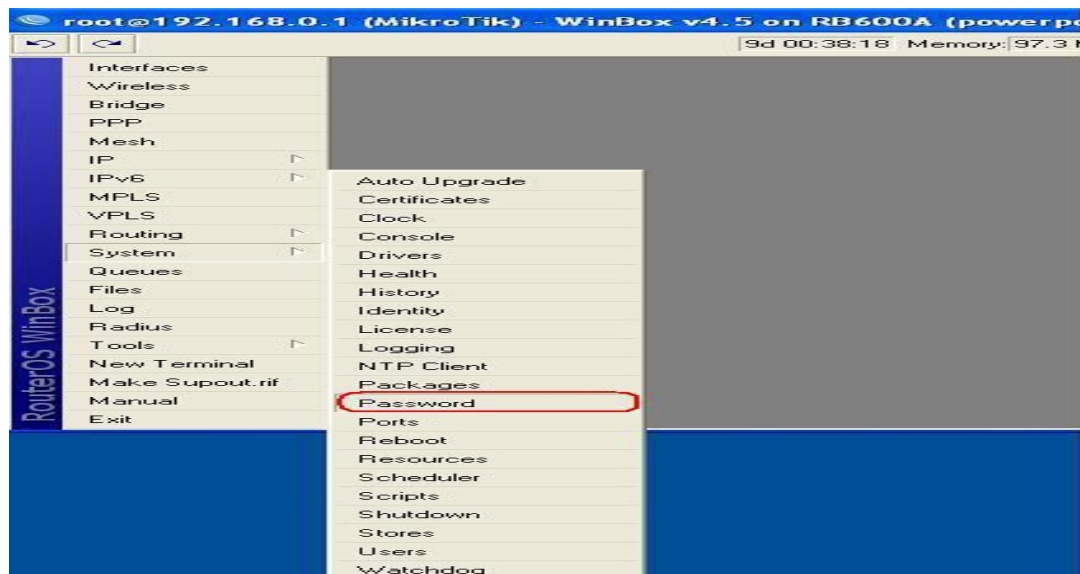 root@192.168.0.1 (MikroTik) - WinBox v4.5 on RB600A (powerpc
9d 00:38:18 Memory: 97.3
Interfaces
Wireless
Bridge
PPP
Mesh
IP
IPv6
MPLS
VPLS
Routing
System
Queues
Files
Log
Radius
Tools
New Terminal
Make Supout.rif
Manual
Exit
RouterOS WinBox
Auto Upgrade
Certificates
Clock
Console
Drivers
Health
History
Identity
License
Logging
NTP Client
Packages
Password
Ports
Reboot
Resources
Scheduler
Scripts
Shutdown
Stores
Users
Watchdog